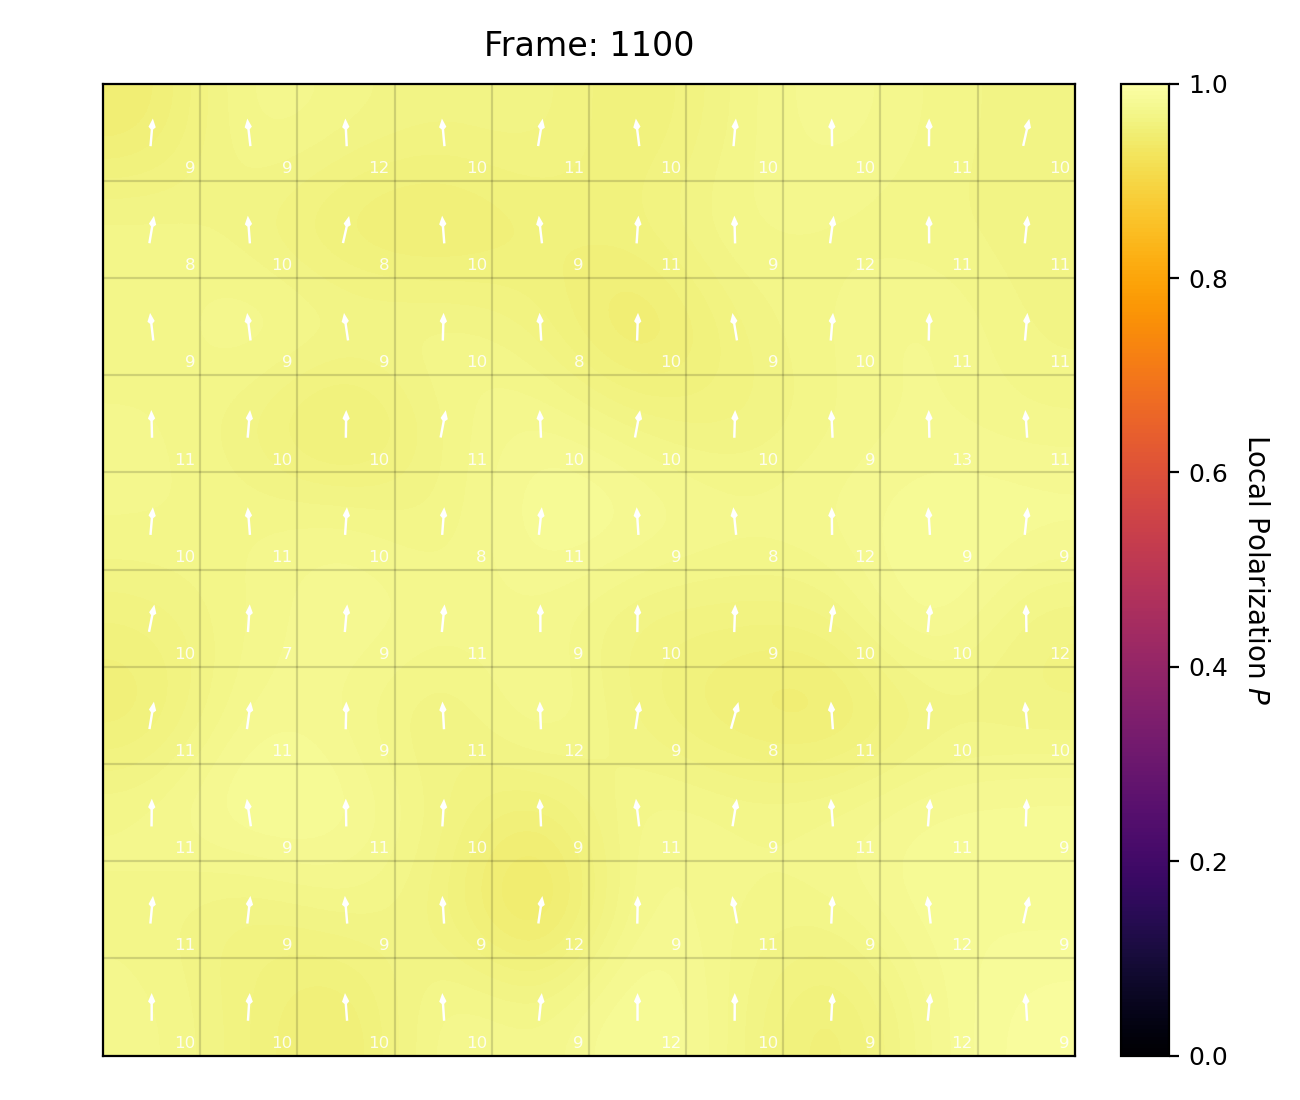 Frame: 1100
9 9 12 10 11 10 10 10 11 10
8 10 8 10 9 11 9 12 11 11
9 9 9 10 8 10 9 10 11 11
11 10 10 11 10 10 10 9 13 11
10 11 10 8 11 9 8 12 9 9
10 7 9 11 9 10 9 10 10 12
11 11 9 11 12 9 8 11 10 10
11 9 11 10 9 11 9 11 11 9
11 9 9 9 12 9 11 9 12 9
10 10 10 10 9 12 10 9 12 9
1.0
0.8
0.6
0.4
0.2
0.0
Local Polarization P